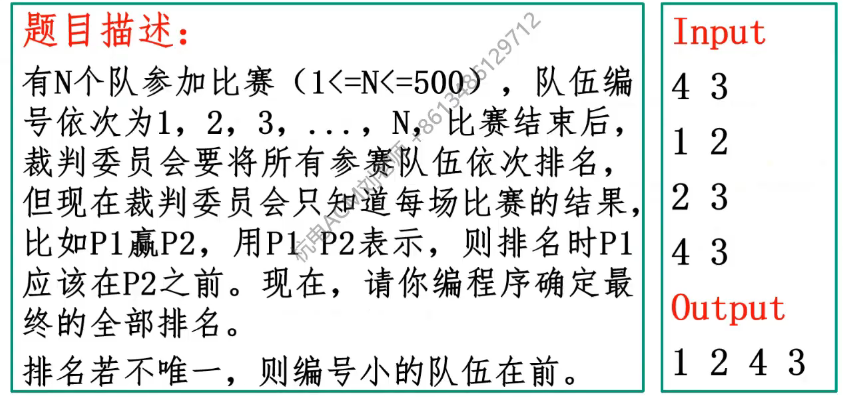 题目描述：
有N个队参加比赛（1<=N<=500），队伍编
号依次为1，2，3，...，N，比赛结束后，
裁判委员会要将所有参赛队伍依次排名，
但现在裁判委员会只知道每场比赛的结果，
比如P1赢P2，用P1 P2表示，则排名时P1
应该在P2之前。现在，请你编程序确定最
终的全部排名。
排名若不唯一，则编号小的队伍在前。
Input
4 3
1 2
2 3
4 3
Output
1 2 4 3